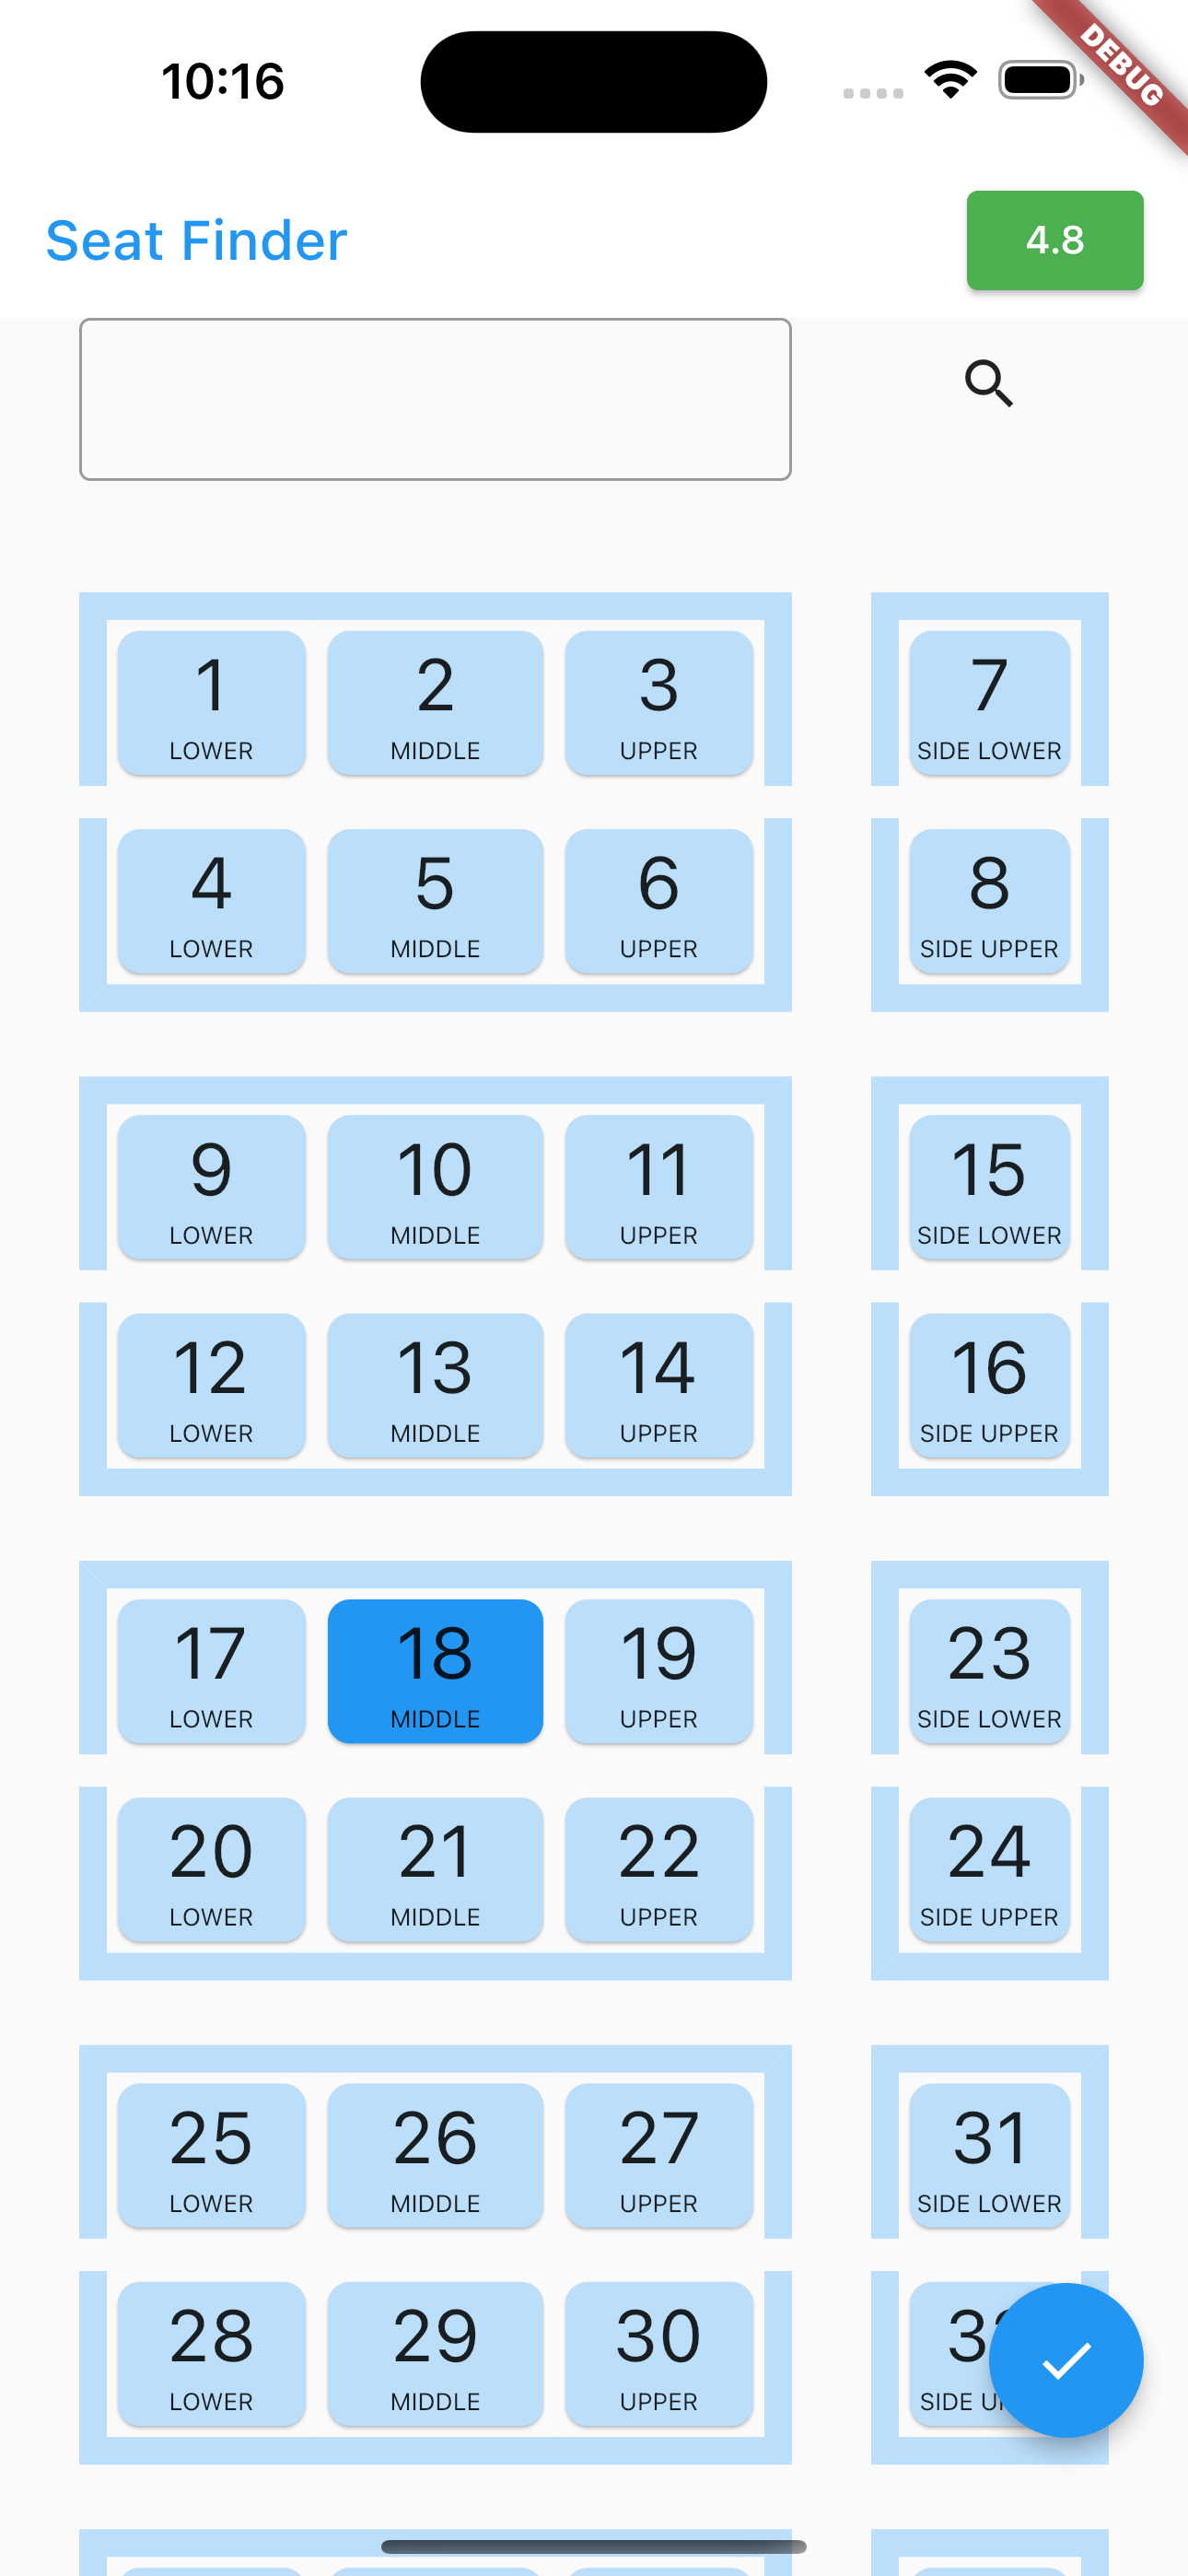 10:16
DEBUG
Seat Finder
4.8
1 2 3 7
LOWER MIDDLE UPPER SIDE LOWER
4 5 6 8
LOWER MIDDLE UPPER SIDE UPPER
9 10 11 15
LOWER MIDDLE UPPER SIDE LOWER
12 13 14 16
LOWER MIDDLE UPPER SIDE UPPER
17 18 19 23
LOWER MIDDLE UPPER SIDE LOWER
20 21 22 24
LOWER MIDDLE UPPER SIDE UPPER
25 26 27 31
LOWER MIDDLE UPPER SIDE LOWER
28 29 30
LOWER MIDDLE UPPER SIDE